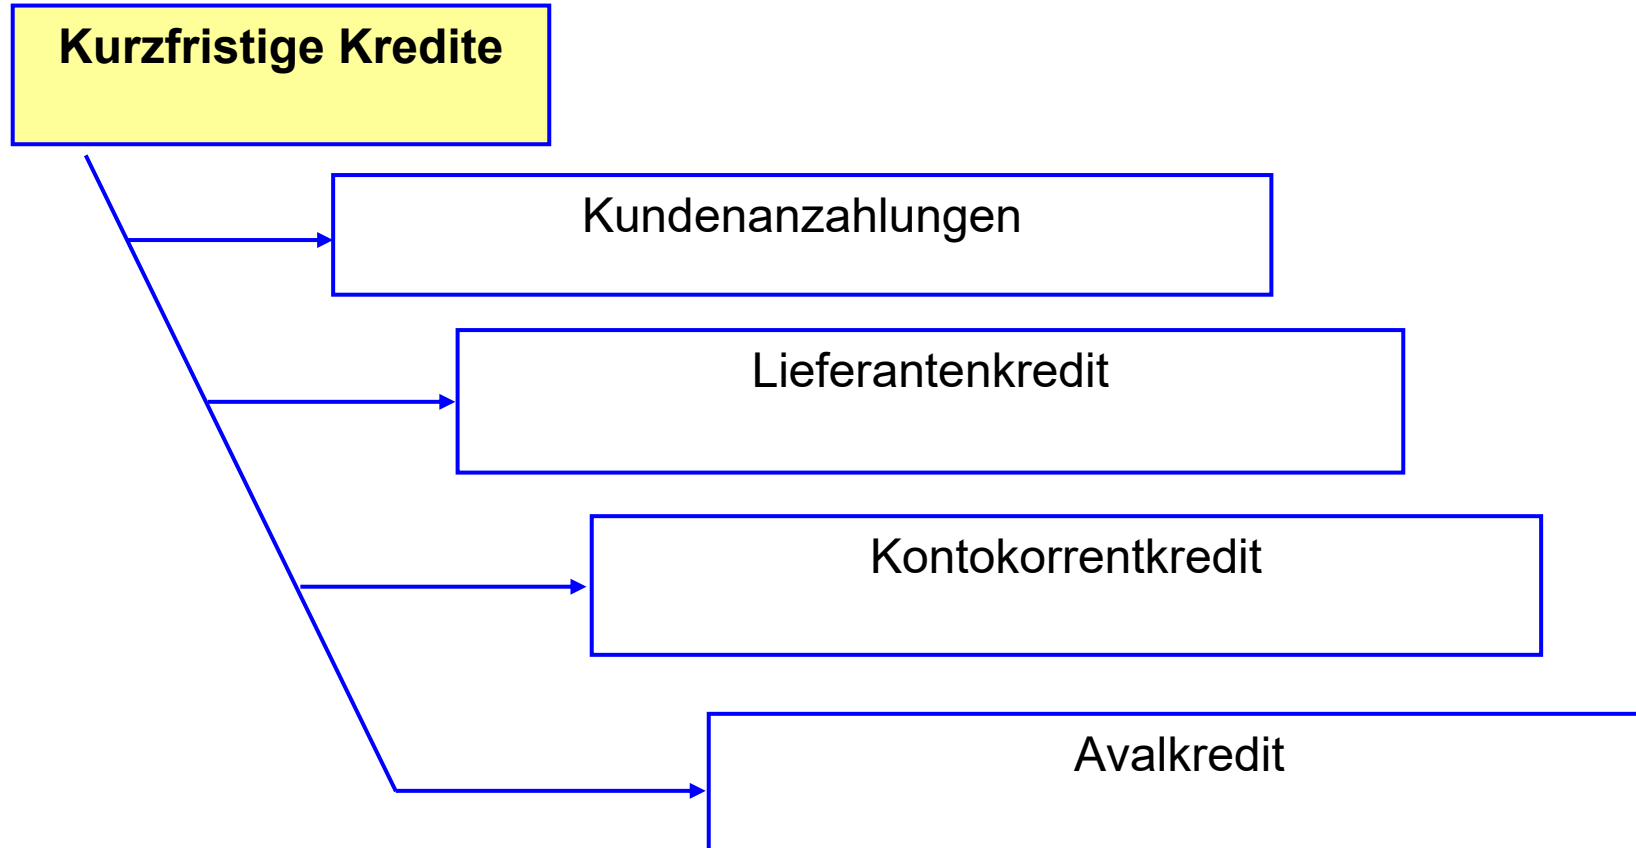 Kurzfristige Kredite
Kundenanzahlungen
Lieferantenkredit
Kontokorrentkredit
Avalkredit